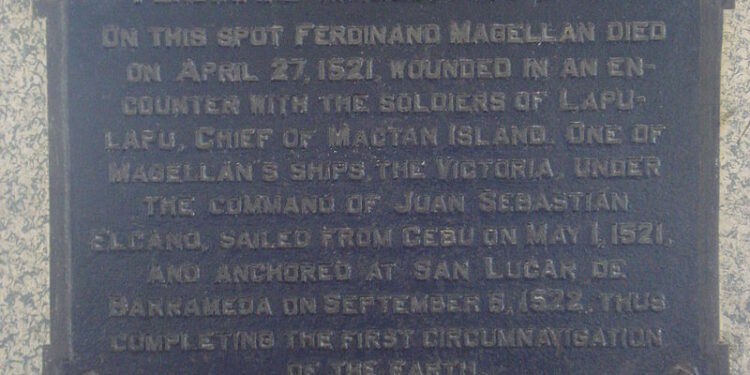 ON THIS SPOT FERDINAND MAGELLAN DIED
ON APRIL 27, 1521, WOUNDED IN AN EN-
COUNTER WITH THE SOLDIERS OF LAPU-
LAPU, CHIEF OF MACTAN ISLAND. ONE OF
MAGELLAN'S SHIPS, THE VICTORIA, UNDER
THE COMMAND OF JUAN SEBASTIAN
ELCANO, SAILED FROM CEBU ON MAY 1, 1521,
AND ANCHORED AT SAN LUCAR DE
BARRAMEDA ON SEPTEMBER 6, 1522, THUS
COMPLETING THE FIRST CIRCUMNAVIGATION
OF THE EARTH.